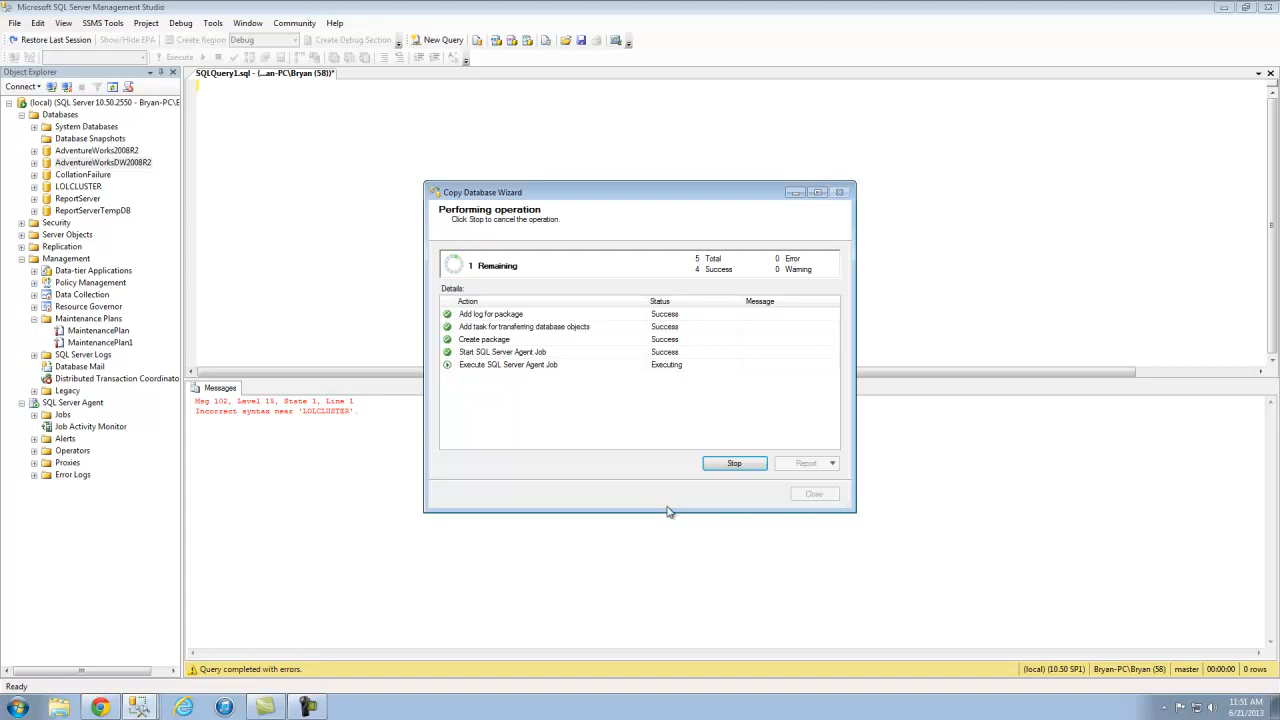 Microsoft SQL Server Management Studio
File Edit View SSMS Tools Project Debug Tools Window Community Help
Restore Last Session Show/Hide EPA Create Region Debug Create Debug Section New Query
Execute
Object Explorer
SQLQuery1.sql - (...an-PC\Bryan (58))*
Connect
(local) (SQL Server 10.50.2550 - Bryan-PC\B
Databases
System Databases
Database Snapshots
AdventureWorks2008R2
AdventureWorksDW2008R2
CollationFailure
LOLCLUSTER
ReportServer
ReportServerTempDB
Security
Server Objects
Replication
Management
Data-tier Applications
Policy Management
Data Collection
Resource Governor
Maintenance Plans
MaintenancePlan
MaintenancePlan1
SQL Server Logs
Database Mail
Distributed Transaction Coordinato
Legacy
SQL Server Agent
Jobs
Job Activity Monitor
Alerts
Operators
Proxies
Error Logs
Copy Database Wizard
Performing operation
Click Stop to cancel the operation.
1 Remaining
5 Total 0 Error
4 Success 0 Warning
Details:
Action Status Message
Add log for package Success
Add task for transferring database objects Success
Create package Success
Start SQL Server Agent Job Success
Execute SQL Server Agent Job Executing
Stop Report
Close
Messages
Msg 102, Level 15, State 1, Line 1
Incorrect syntax near 'LOLCLUSTER'.
Query completed with errors. (local) (10.50 SP1) Bryan-PC\Bryan (58) master 00:00:00 0 rows
Ready
11:51 AM
6/21/2013